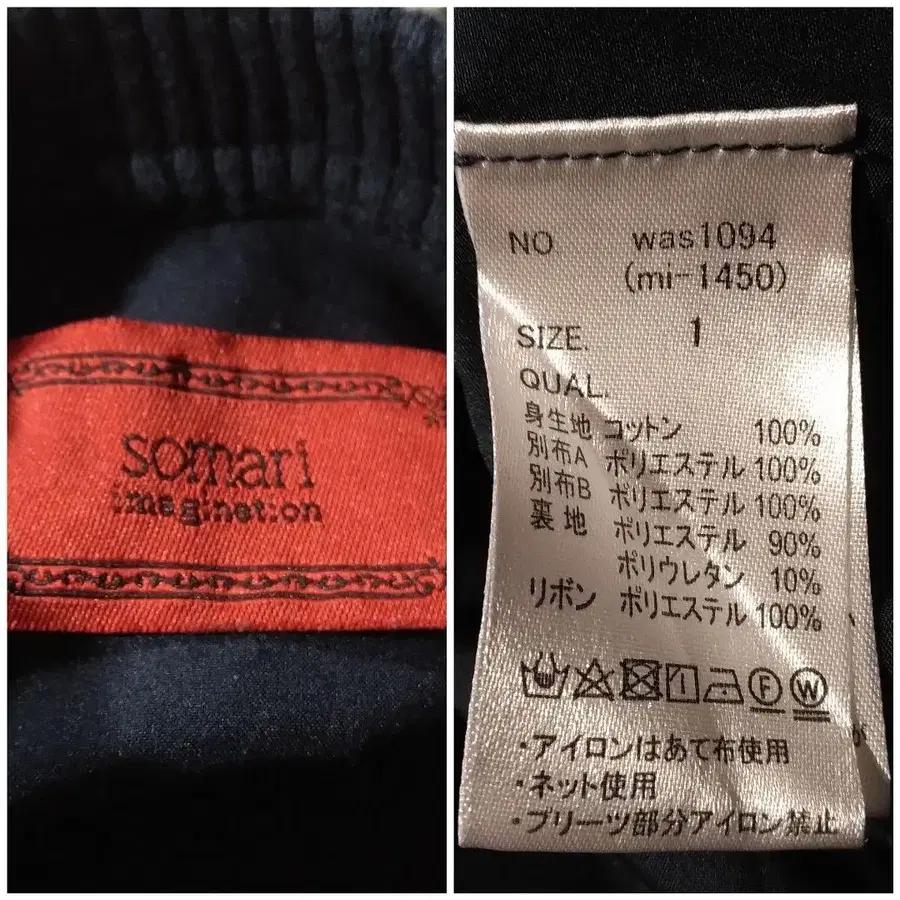 somari
imagination
NO was1094
(mi-1450)
SIZE. 1
QUAL.
身生地 コットン 100%
別布A ポリエステル 100%
別布B ポリエステル 100%
裏地 ポリエステル 90%
ポリウレタン 10%
リボン ポリエステル 100%
F W
・アイロンはあて布使用
・ネット使用
・プリーツ部分アイロン禁止